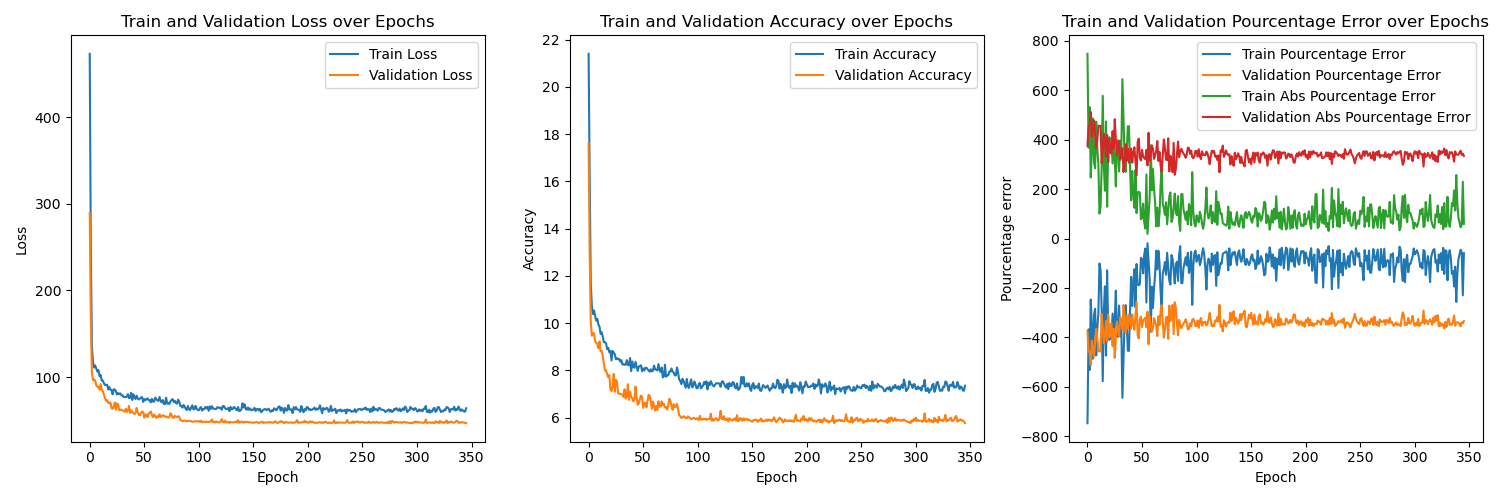 Train and Validation Loss over Epochs
Train Loss
Validation Loss
400
300
200
100
Loss
0 50 100 150 200 250 300 350
Epoch
Train and Validation Accuracy over Epochs
Train Accuracy
Validation Accuracy
22
20
18
16
14
12
10
8
6
Accuracy
0 50 100 150 200 250 300 350
Epoch
Train and Validation Pourcentage Error over Epochs
Train Pourcentage Error
Validation Pourcentage Error
Train Abs Pourcentage Error
Validation Abs Pourcentage Error
800
600
400
200
0
−200
−400
−600
−800
Pourcentage error
0 50 100 150 200 250 300 350
Epoch